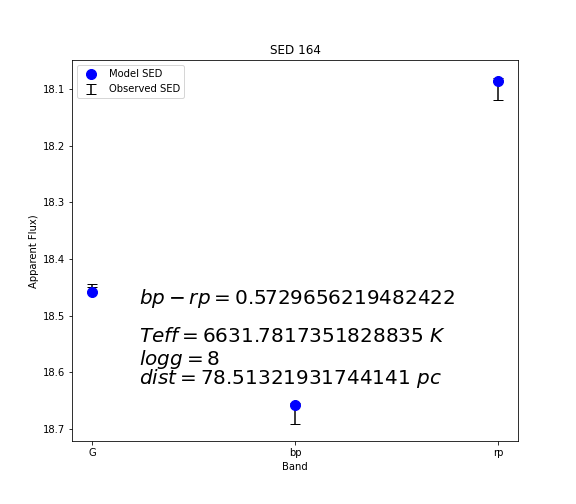 SED 164
Model SED
Observed SED
18.1
18.2
18.3
18.4
18.5
18.6
18.7
Apparent Flux)
bp − rp = 0.5729656219482422
Teff = 6631.7817351828835 K
logg = 8
dist = 78.51321931744141 pc
G bp rp
Band